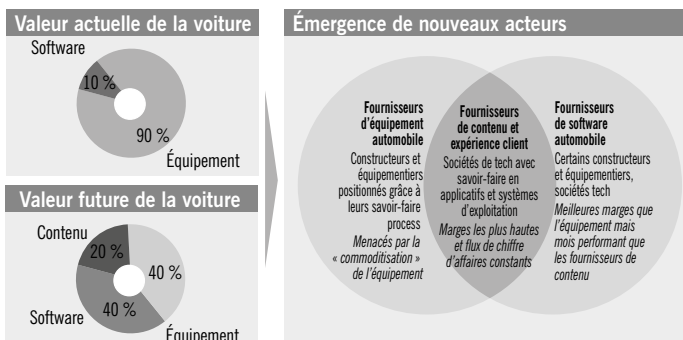 Valeur actuelle de la voiture
Software
10 %
90 %
Équipement
Valeur future de la voiture
Contenu
20 %
40 %
40 %
Software
Équipement
Émergence de nouveaux acteurs
Fournisseurs
d'équipement
automobile
Constructeurs et
équipementiers
positionnés grâce à
leurs savoir-faire
process
Menacés par la
« commoditisation »
de l'équipement
Fournisseurs
de contenu et
expérience client
Sociétés de tech avec
savoir-faire en
applicatifs et systèmes
d'exploitation
Marges les plus hautes
et flux de chiffre
d'affaires constants
Fournisseurs
de software
automobile
Certains constructeurs
et équipementiers,
sociétés tech
Meilleures marges que
l'équipement mais
mois performant que
les fournisseurs de
contenu